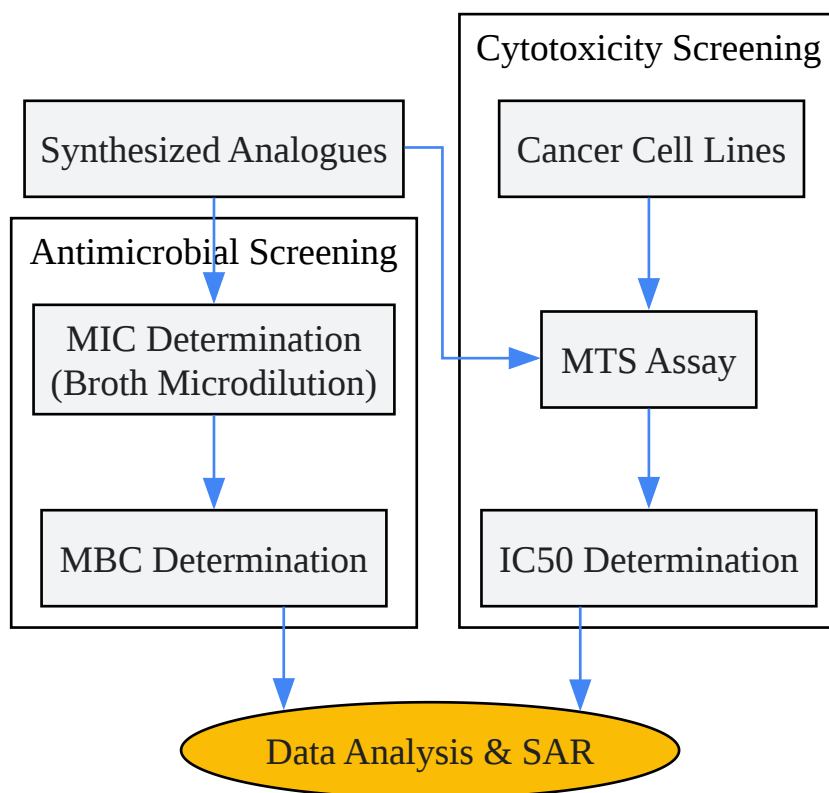 Cytotoxicity Screening
Synthesized Analogues
Cancer Cell Lines
Antimicrobial Screening
MIC Determination
(Broth Microdilution)
MTS Assay
MBC Determination
IC50 Determination
Data Analysis & SAR